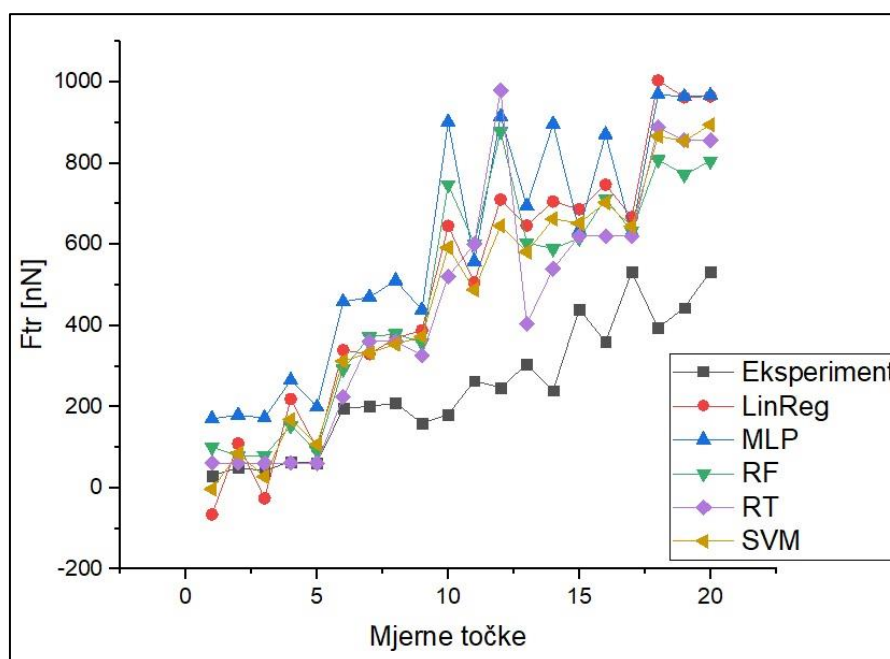 1000
800
600
400
200
0
-200
Ftr [nN]
0 5 10 15 20
Mjerne točke
Eksperiment
LinReg
MLP
RF
RT
SVM